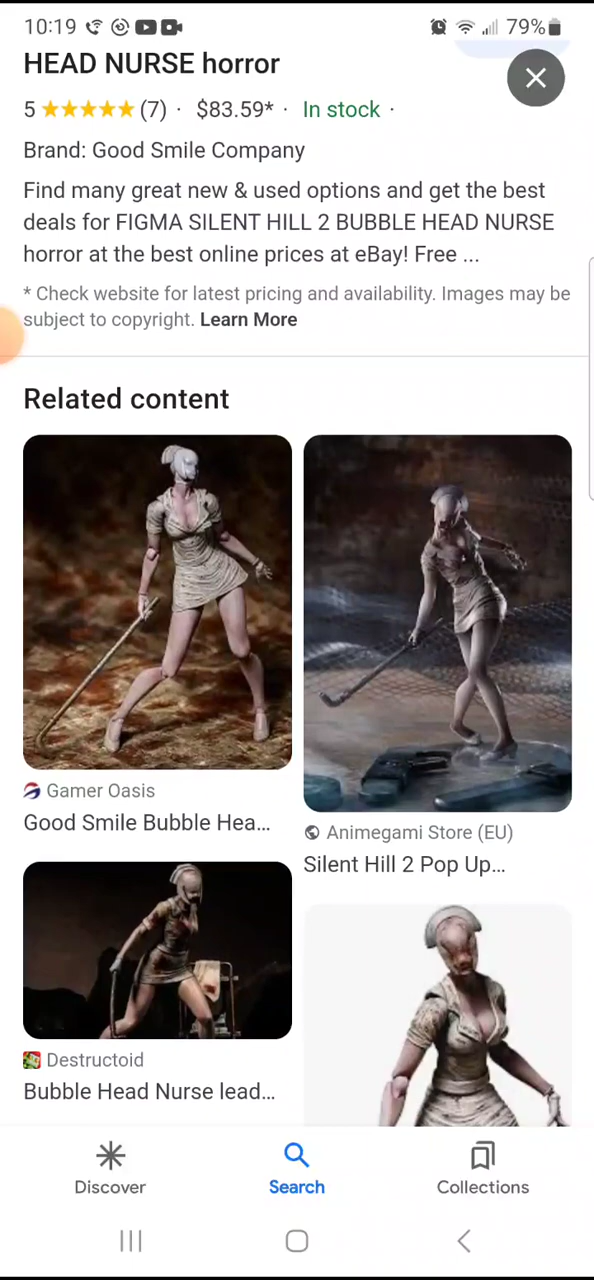 10:19
79%
HEAD NURSE horror
5 ★★★★★ (7) · $83.59* · In stock ·
Brand: Good Smile Company
Find many great new & used options and get the best
deals for FIGMA SILENT HILL 2 BUBBLE HEAD NURSE
horror at the best online prices at eBay! Free ...
* Check website for latest pricing and availability. Images may be
subject to copyright. Learn More
Related content
Gamer Oasis
Good Smile Bubble Hea...
Animegami Store (EU)
Silent Hill 2 Pop Up...
Destructoid
Bubble Head Nurse lead...
Discover
Search
Collections